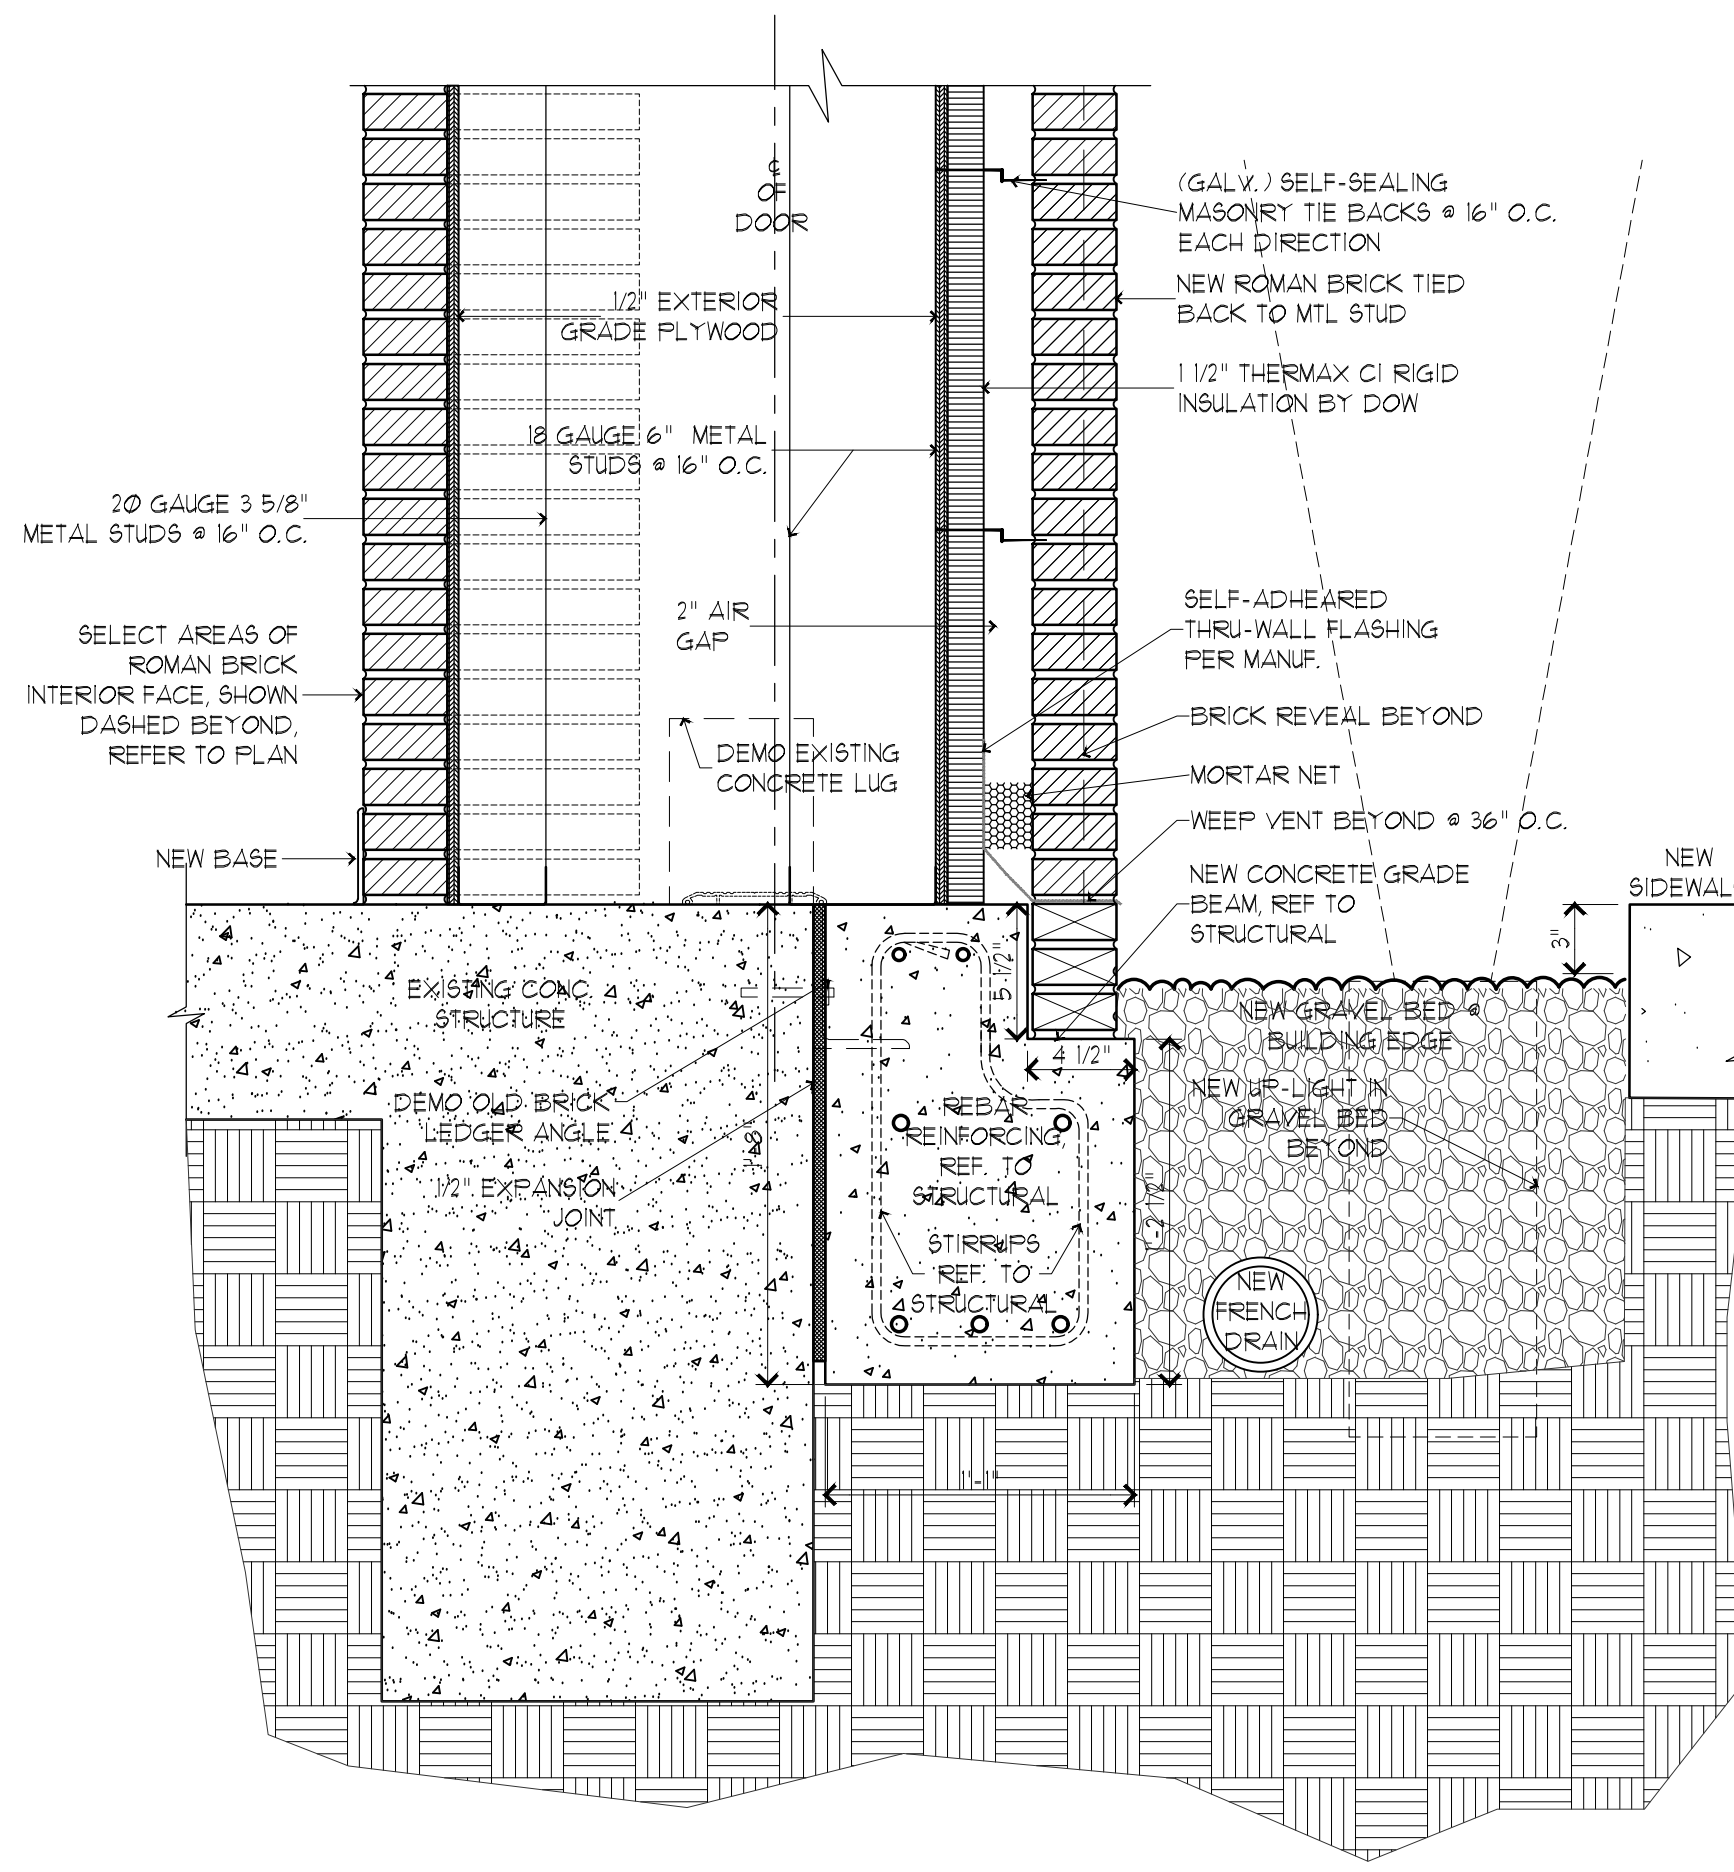 ℄
OF
DOOR
(GALV.) SELF-SEALING
MASONRY TIE BACKS @ 16" O.C.
EACH DIRECTION
NEW ROMAN BRICK TIED
BACK TO MTL STUD
1/2" EXTERIOR
GRADE PLYWOOD
1 1/2" THERMAX CI RIGID
INSULATION BY DOW
18 GAUGE 6" METAL
STUDS @ 16" O.C.
20 GAUGE 3 5/8"
METAL STUDS @ 16" O.C.
2" AIR
GAP
SELF-ADHEARED
THRU-WALL FLASHING
PER MANUF.
SELECT AREAS OF
ROMAN BRICK
INTERIOR FACE, SHOWN
DASHED BEYOND,
REFER TO PLAN
BRICK REVEAL BEYOND
DEMO EXISTING
CONCRETE LUG
MORTAR NET
WEEP VENT BEYOND @ 36" O.C.
NEW BASE
NEW CONCRETE GRADE
BEAM, REF TO
STRUCTURAL
NEW
3"
5 1/2"
EXISTING CONC
STRUCTURE
NEW GRAVEL BED @
BUILDING EDGE
4 1/2"
DEMO OLD BRICK
LEDGER ANGLE
NEW UP-LIGHT IN
GRAVEL BED
BEYOND
REBAR
REINFORCING,
REF. TO
STRUCTURAL
1'-8"
1/2" EXPANSION
JOINT
1'-2 1/2"
STIRRUPS
REF. TO
STRUCTURAL
NEW
FRENCH
DRAIN
1'-1"